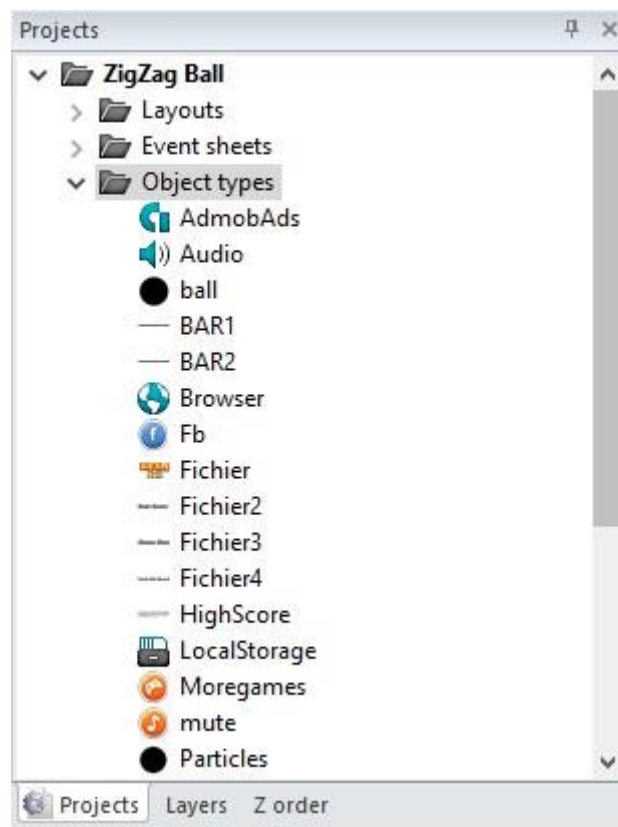 Projects
ZigZag Ball
Layouts
Event sheets
Object types
AdmobAds
Audio
ball
BAR1
BAR2
Browser
Fb
Fichier
Fichier2
Fichier3
Fichier4
HighScore
LocalStorage
Moregames
mute
Particles
Projects Layers Z order